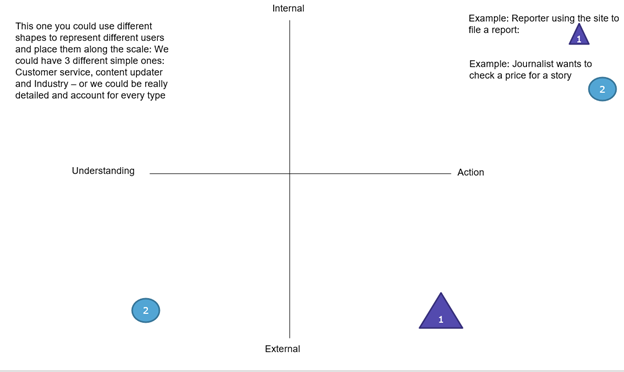 Internal
This one you could use different
shapes to represent different users
and place them along the scale: We
could have 3 different simple ones:
Customer service, content updater
and Industry – or we could be really
detailed and account for every type
Example: Reporter using the site to
file a report:
1
Example: Journalist wants to
check a price for a story
2
Understanding
Action
2
1
External